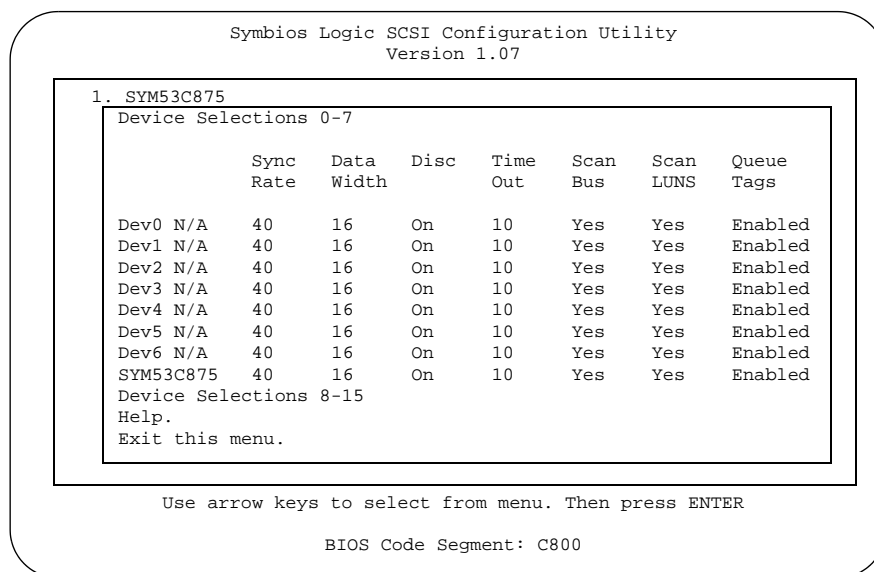 Symbios Logic SCSI Configuration Utility
Version 1.07
1. SYM53C875
Device Selections 0-7
Sync Data Disc Time Scan Scan Queue
Rate Width Out Bus LUNS Tags
Dev0 N/A 40 16 On 10 Yes Yes Enabled
Dev1 N/A 40 16 On 10 Yes Yes Enabled
Dev2 N/A 40 16 On 10 Yes Yes Enabled
Dev3 N/A 40 16 On 10 Yes Yes Enabled
Dev4 N/A 40 16 On 10 Yes Yes Enabled
Dev5 N/A 40 16 On 10 Yes Yes Enabled
Dev6 N/A 40 16 On 10 Yes Yes Enabled
SYM53C875 40 16 On 10 Yes Yes Enabled
Device Selections 8-15
Help.
Exit this menu.
Use arrow keys to select from menu. Then press ENTER
BIOS Code Segment: C800